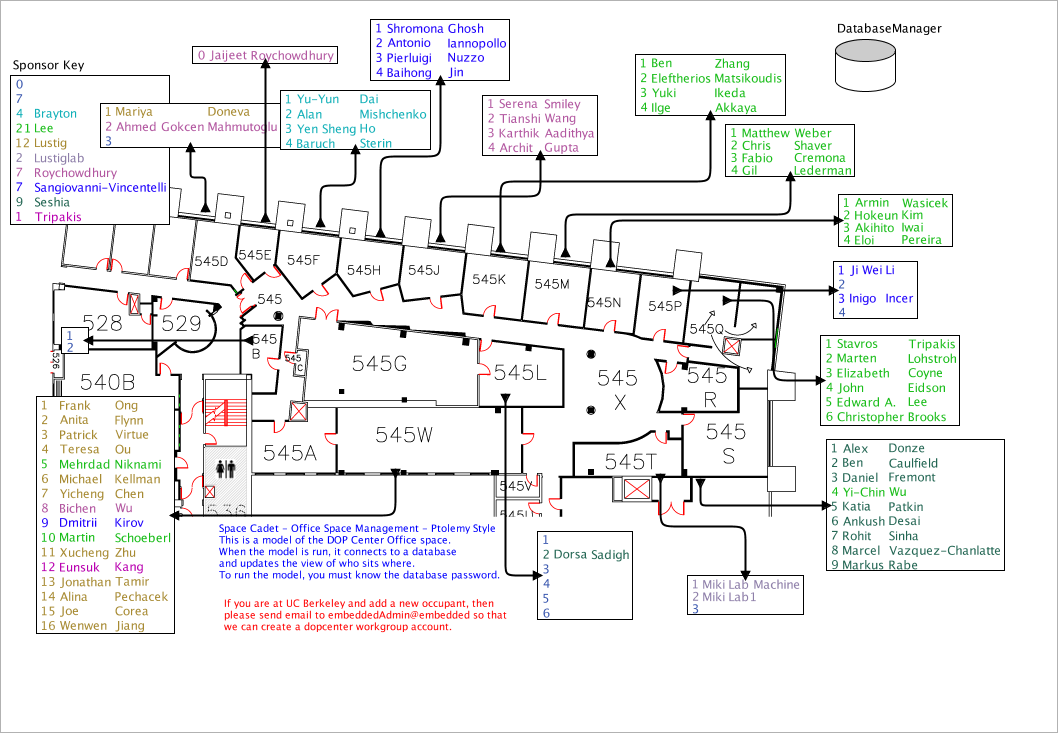 DatabaseManager
Sponsor Key
0
7
4 Brayton
21 Lee
12 Lustig
2 Lustiglab
7 Roychowdhury
7 Sangiovanni-Vincentelli
9 Seshia
1 Tripakis
0 Jaijeet Roychowdhury
1 Mariya Doneva
2 Ahmed Gokcen Mahmutoglu
3
1 Yu-Yun Dai
2 Alan Mishchenko
3 Yen Sheng Ho
4 Baruch Sterin
1 Shromona Ghosh
2 Antonio Iannopollo
3 Pierluigi Nuzzo
4 Baihong Jin
1 Serena Smiley
2 Tianshi Wang
3 Karthik Aadithya
4 Archit Gupta
1 Ben Zhang
2 Eleftherios Matsikoudis
3 Yuki Ikeda
4 Ilge Akkaya
1 Matthew Weber
2 Chris Shaver
3 Fabio Cremona
4 Gil Lederman
1 Armin Wasicek
2 Hokeun Kim
3 Akihito Iwai
4 Eloi Pereira
1 Ji Wei Li
2
3 Inigo Incer
4
1 Stavros Tripakis
2 Marten Lohstroh
3 Elizabeth Coyne
4 John Eidson
5 Edward A. Lee
6 Christopher Brooks
1 Alex Donze
2 Ben Caulfield
3 Daniel Fremont
4 Yi-Chin Wu
5 Katia Patkin
6 Ankush Desai
7 Rohit Sinha
8 Marcel Vazquez-Chanlatte
9 Markus Rabe
1 Miki Lab Machine
2 Miki Lab1
3
1
2 Dorsa Sadigh
3
4
5
6
1
2
1 Frank Ong
2 Anita Flynn
3 Patrick Virtue
4 Teresa Ou
5 Mehrdad Niknami
6 Michael Kellman
7 Yicheng Chen
8 Bichen Wu
9 Dmitrii Kirov
10 Martin Schoeberl
11 Xucheng Zhu
12 Eunsuk Kang
13 Jonathan Tamir
14 Alina Pechacek
15 Joe Corea
16 Wenwen Jiang
545D
545E
545F
545H
545J
545K
545M
545N
545P
545Q
545
528
529
545
B
545
C
545G
545L
545
X
545
R
545
S
526
540B
545A
545W
545T
545V
Space Cadet - Office Space Management - Ptolemy Style
This is a model of the DOP Center Office space.
When the model is run, it connects to a database
and updates the view of who sits where.
To run the model, you must know the database password.
If you are at UC Berkeley and add a new occupant, then
please send email to embeddedAdmin@embedded so that
we can create a dopcenter workgroup account.